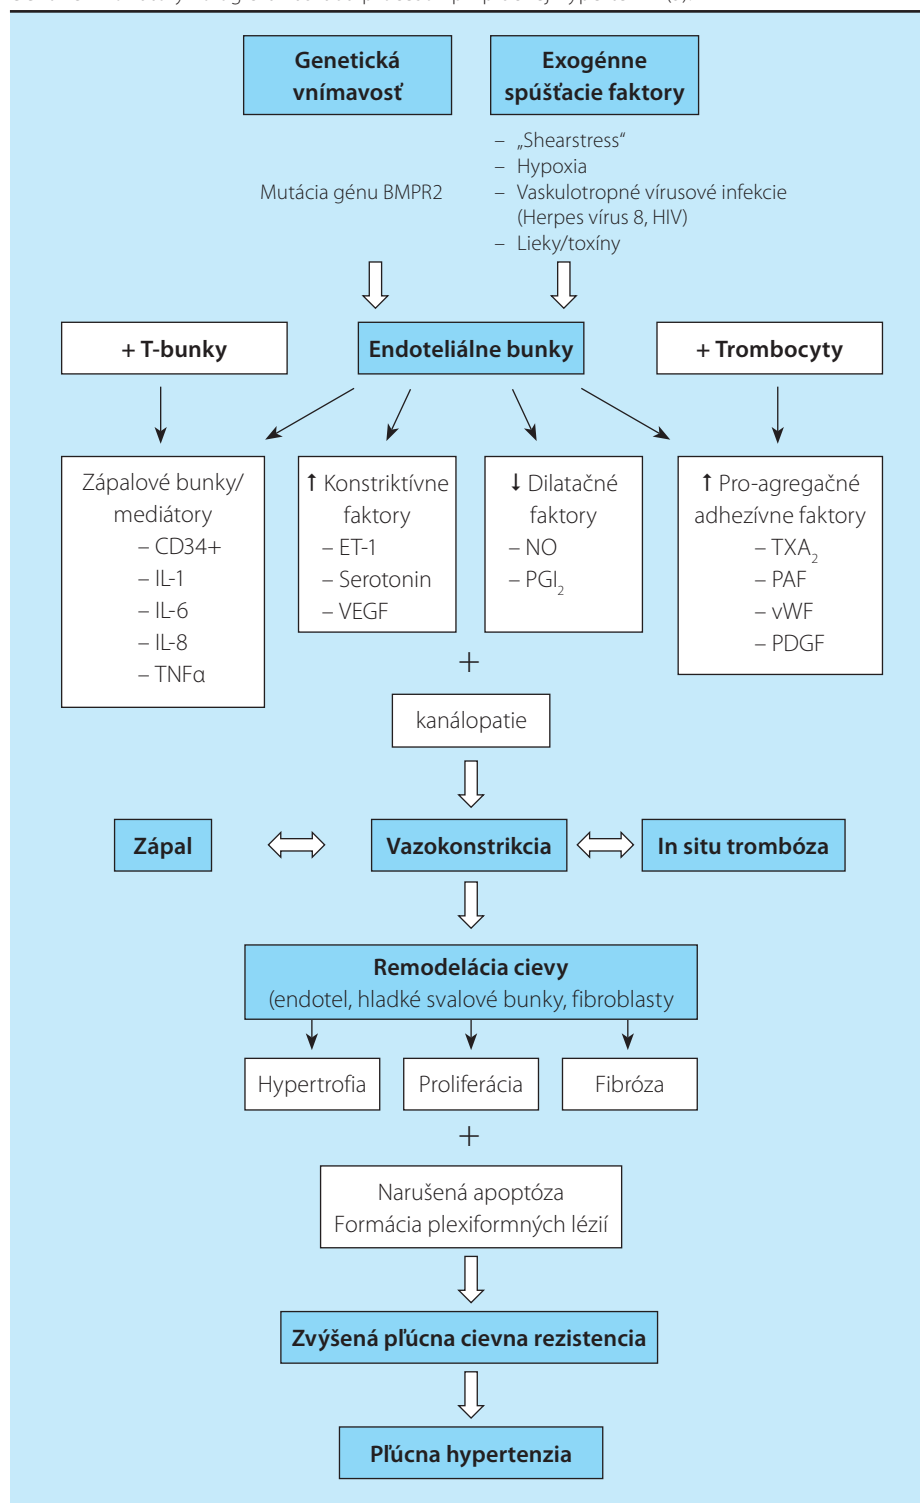 Genetická
vnímavosť
Exogénne
spúšťacie faktory
Mutácia génu BMPR2
– „Shearstress“
– Hypoxia
– Vaskulotropné vírusové infekcie
(Herpes vírus 8, HIV)
– Lieky/toxíny
+ T-bunky
Endoteliálne bunky
+ Trombocyty
Zápalové bunky/
mediátory
– CD34+
– IL-1
– IL-6
– IL-8
– TNFα
↑ Konstriktívne
faktory
– ET-1
– Serotonin
– VEGF
↓ Dilatačné
faktory
– NO
– PGI₂
↑ Pro-agregačné
adhezívne faktory
– TXA₂
– PAF
– vWF
– PDGF
+
kanálopatie
Zápal
Vazokonstrikcia
In situ trombóza
Remodelácia cievy
(endotel, hladké svalové bunky, fibroblasty
Hypertrofia
Proliferácia
Fibróza
+
Narušená apoptóza
Formácia plexiformných lézií
Zvýšená pľúcna cievna rezistencia
Pľúcna hypertenzia